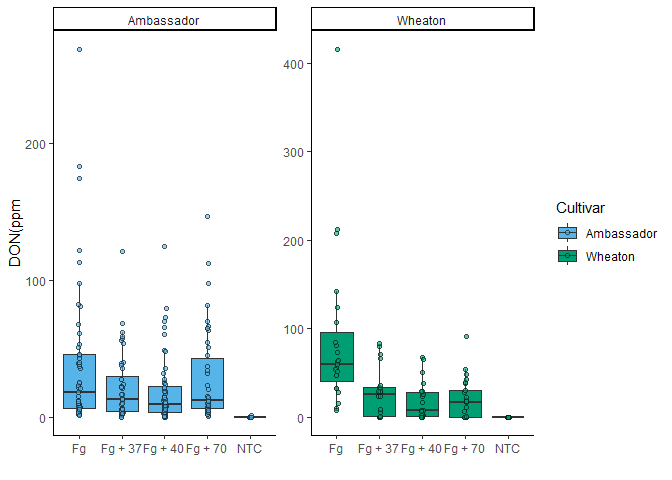 Ambassador
Wheaton
DON(ppm
200
100
0
400
300
200
100
0
Fg Fg + 37 Fg + 40 Fg + 70 NTC
Fg Fg + 37 Fg + 40 Fg + 70 NTC
Cultivar
Ambassador
Wheaton